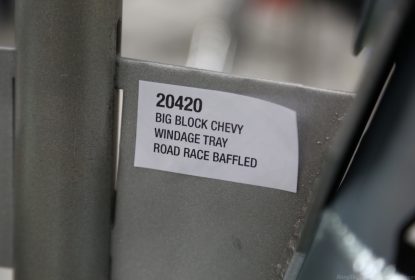 20420
BIG BLOCK CHEVY
WINDAGE TRAY
ROAD RACE BAFFLED